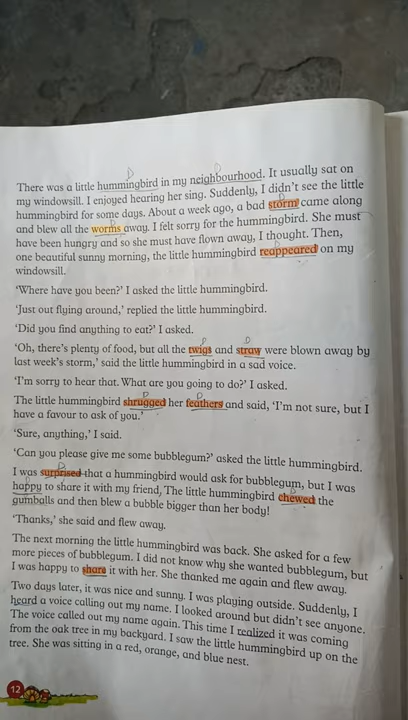 There was a little hummingbird in my neighbourhood. It usually sat on
my windowsill. I enjoyed hearing her sing. Suddenly, I didn't see the little
hummingbird for some days. About a week ago, a bad storm came along
and blew all the worms away. I felt sorry for the hummingbird. She must
have been hungry and so she must have flown away, I thought. Then,
one beautiful sunny morning, the little hummingbird reappeared on my
windowsill.
'Where have you been?' I asked the little hummingbird.
'Just out flying around,' replied the little hummingbird.
'Did you find anything to eat?' I asked.
'Oh, there's plenty of food, but all the twigs and straw were blown away by
last week's storm,' said the little hummingbird in a sad voice.
'I'm sorry to hear that. What are you going to do?' I asked.
The little hummingbird shrugged her feathers and said, 'I'm not sure, but I
have a favour to ask of you.'
'Sure, anything,' I said.
'Can you please give me some bubblegum?' asked the little hummingbird.
I was surprised that a hummingbird would ask for bubblegum, but I was
happy to share it with my friend. The little hummingbird chewed the
gumballs and then blew a bubble bigger than her body!
'Thanks,' she said and flew away.
The next morning the little hummingbird was back. She asked for a few
more pieces of bubblegum. I did not know why she wanted bubblegum, but
I was happy to share it with her. She thanked me again and flew away.
Two days later, it was nice and sunny. I was playing outside. Suddenly, I
heard a voice calling out my name. I looked around but didn't see anyone.
The voice called out my name again. This time I realized it was coming
from the oak tree in my backyard. I saw the little hummingbird up on the
tree. She was sitting in a red, orange, and blue nest.
12